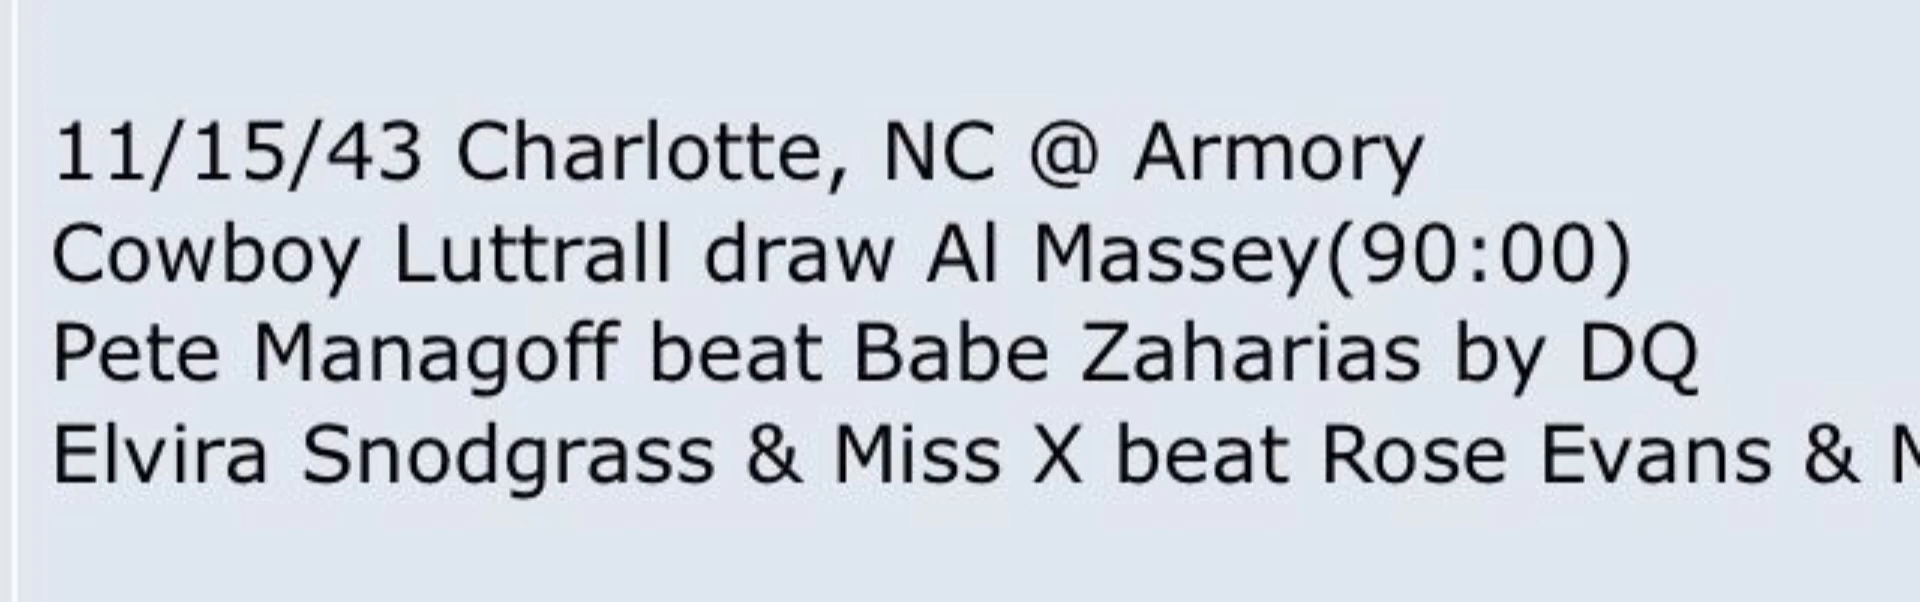 11/15/43 Charlotte, NC @ Armory
Cowboy Luttrall draw Al Massey(90:00)
Pete Managoff beat Babe Zaharias by DQ
Elvira Snodgrass & Miss X beat Rose Evans &